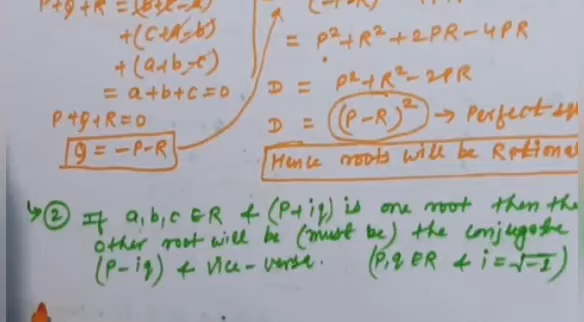 P+q+R = (b+c-a)
+(c+a-b)
+(a+b-c)
= a+b+c=0
P+q+R=0
q = -P-R
= P²+R²+2PR-4PR
D = P²+R²-2PR
D = (P-R)² → Perfect
Hence roots will be Rationa
② If a,b,c ∈R & (P+iq) is one root then the
other root will be (must be) the conjugate
(P-iq) & vice-versa. (P,q ∈R & i=√-1)